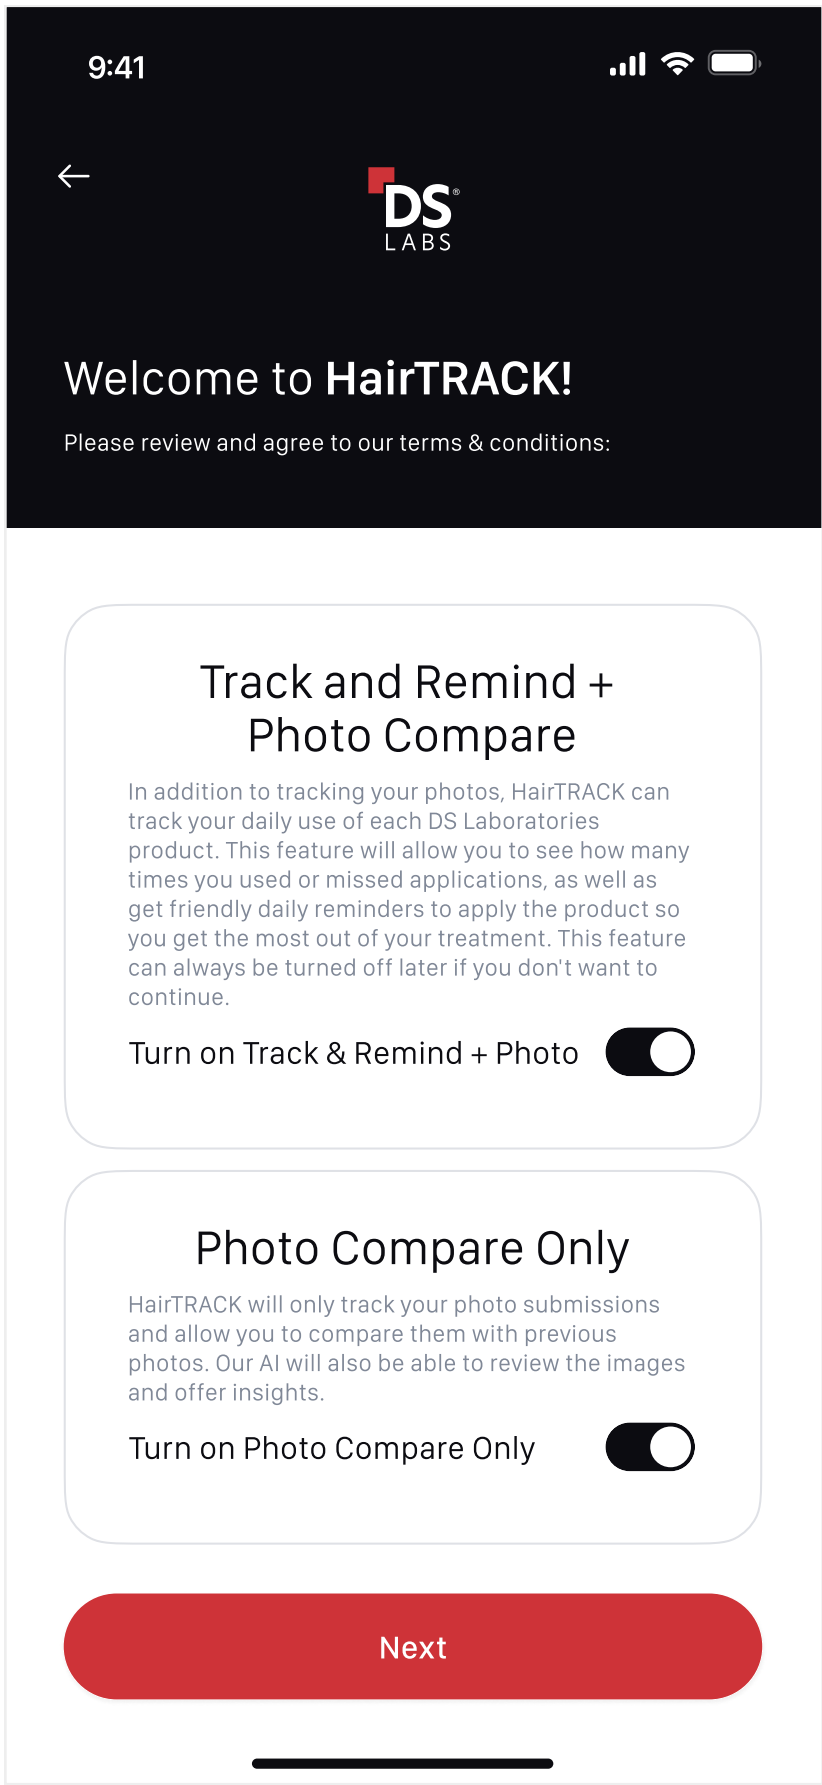 9:41
DS®
LABS
Welcome to HairTRACK!
Please review and agree to our terms & conditions:
Track and Remind +
Photo Compare
In addition to tracking your photos, HairTRACK can
track your daily use of each DS Laboratories
product. This feature will allow you to see how many
times you used or missed applications, as well as
get friendly daily reminders to apply the product so
you get the most out of your treatment. This feature
can always be turned off later if you don't want to
continue.
Turn on Track & Remind + Photo
Photo Compare Only
HairTRACK will only track your photo submissions
and allow you to compare them with previous
photos. Our AI will also be able to review the images
and offer insights.
Turn on Photo Compare Only
Next